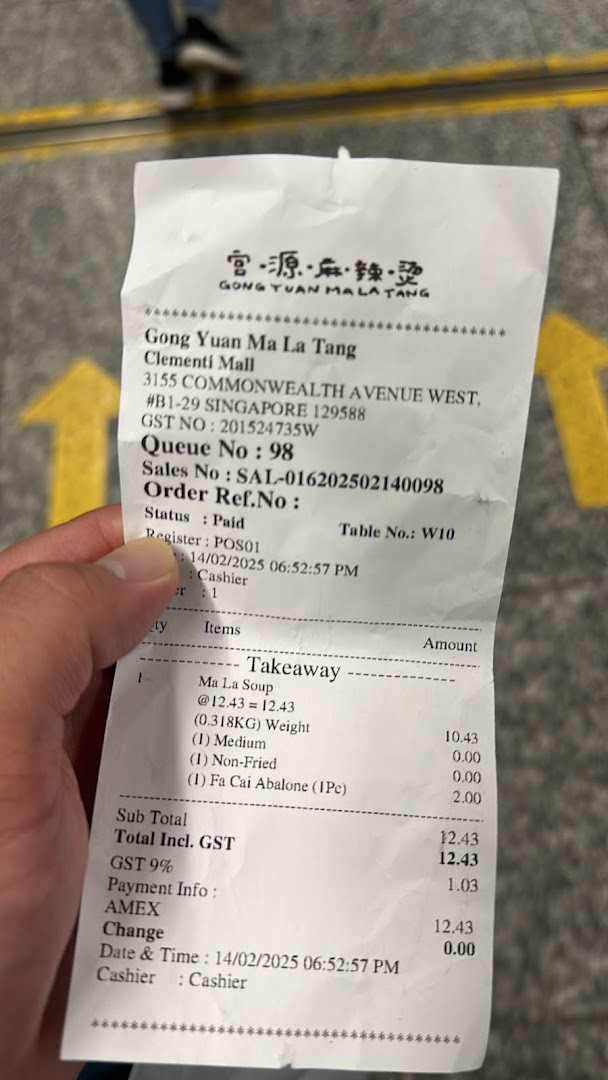 宫·源·麻·辣·烫
GONG YUAN MA LA TANG
Gong Yuan Ma La Tang
Clementi Mall
3155 COMMONWEALTH AVENUE WEST,
#B1-29 SINGAPORE 129588
GST NO : 201524735W
Queue No : 98
Sales No : SAL-016202502140098
Order Ref.No :
Status : Paid Table No.: W10
Register : POS01
: 14/02/2025 06:52:57 PM
: Cashier
: 1
Items Amount
Takeaway
1 Ma La Soup
@12.43 = 12.43
(0.318KG) Weight 10.43
(1) Medium 0.00
(1) Non-Fried 0.00
(1) Fa Cai Abalone (1Pc) 2.00
Sub Total 12.43
Total Incl. GST 12.43
GST 9% 1.03
Payment Info :
AMEX 12.43
Change 0.00
Date & Time : 14/02/2025 06:52:57 PM
Cashier : Cashier